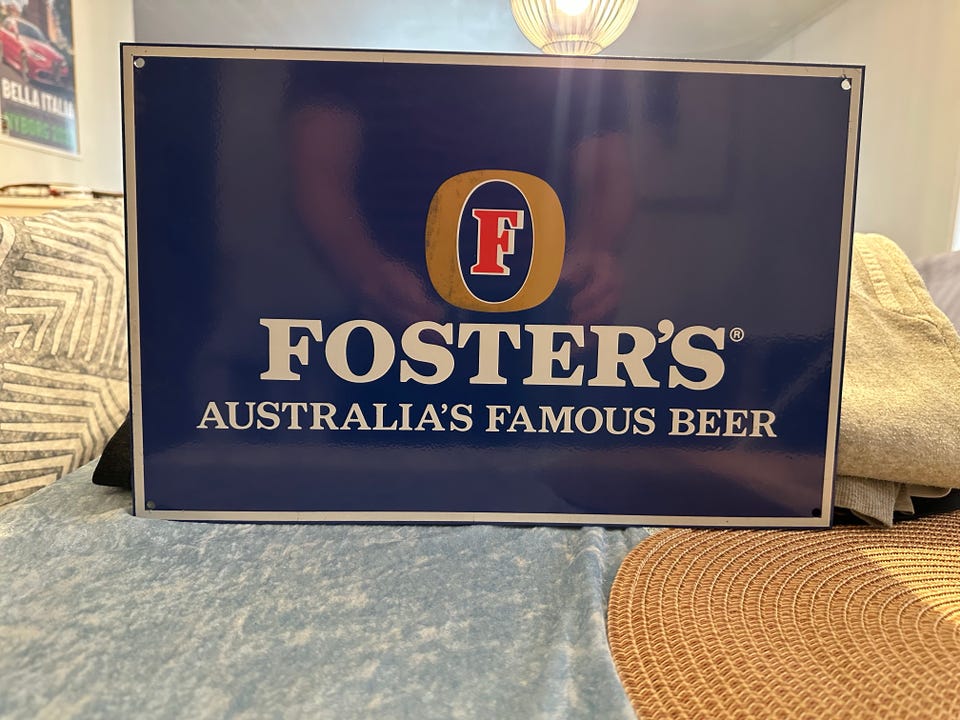 BELLA ITALIA
F
FOSTER'S®
AUSTRALIA'S FAMOUS BEER